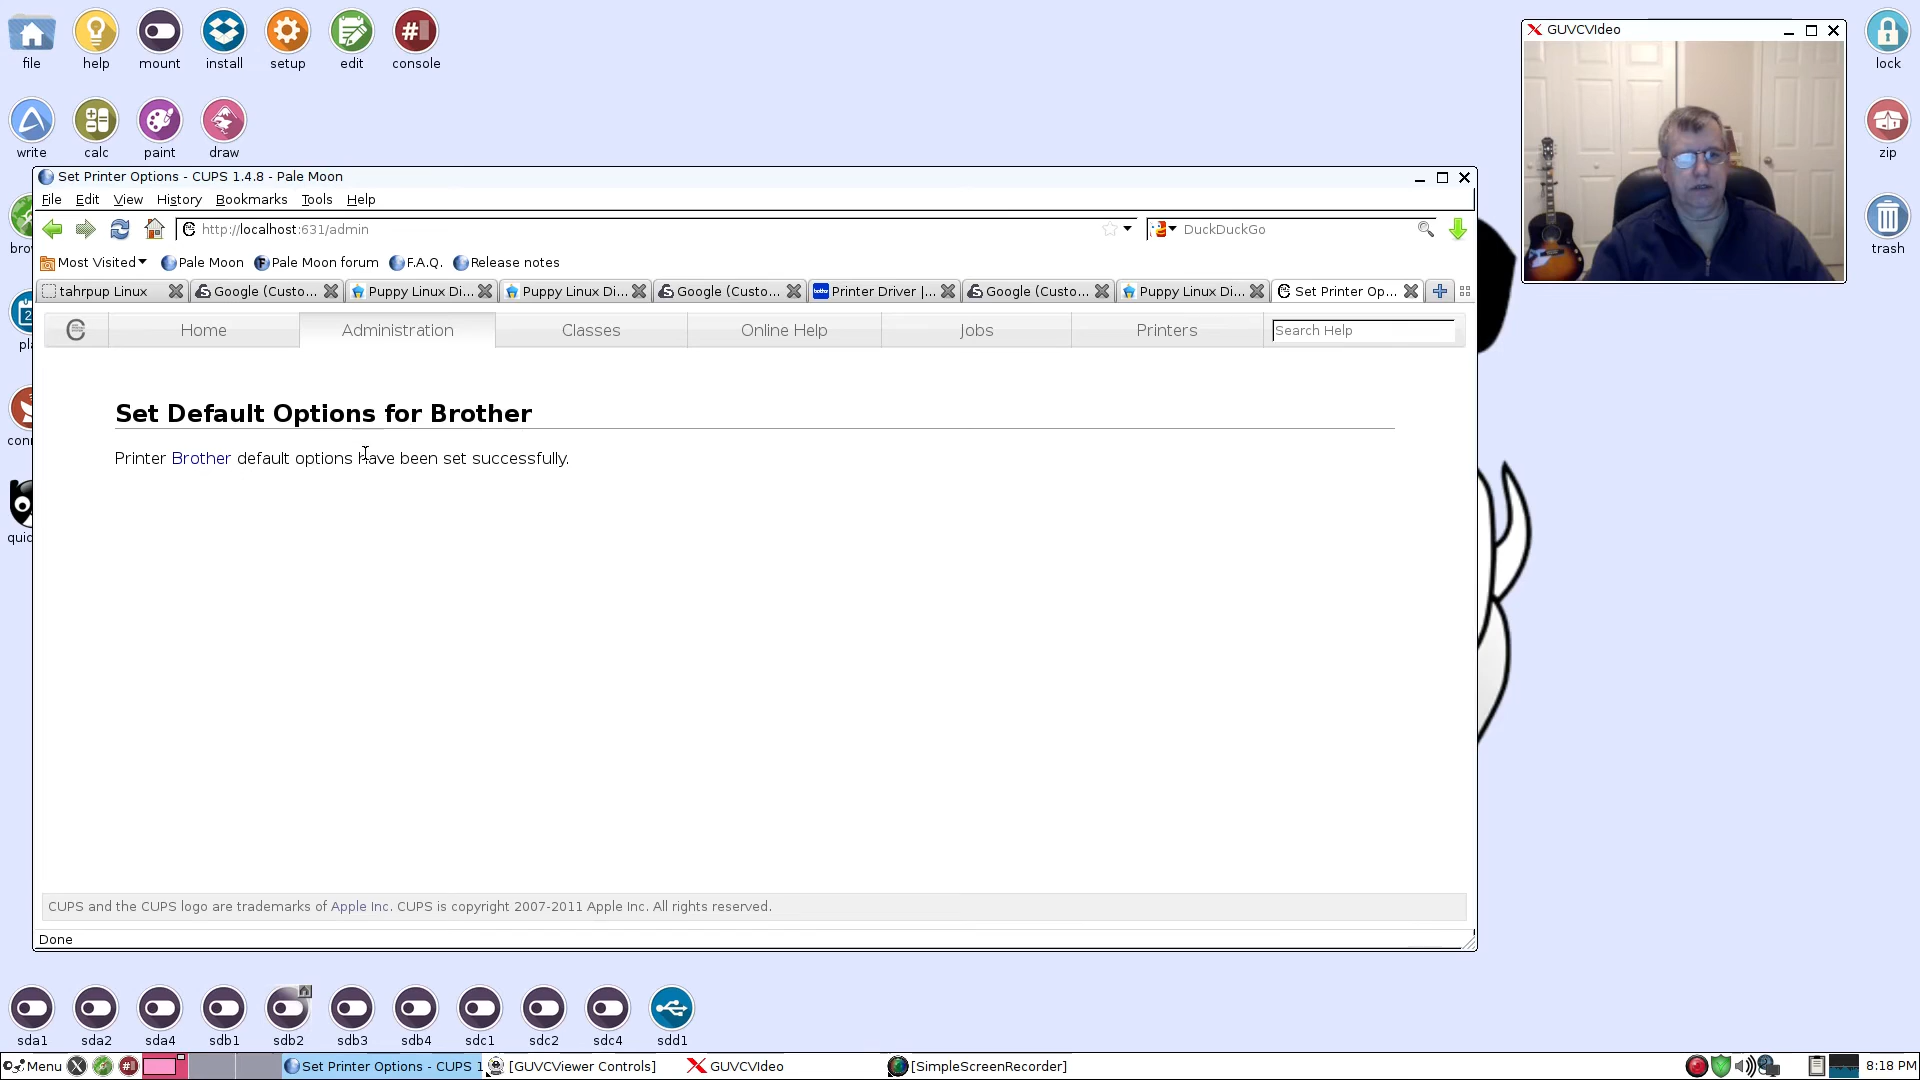 file
help
mount
install
setup
edit
console
write
calc
paint
draw
GUVCVIdeo
lock
zip
trash
Set Printer Options - CUPS 1.4.8 - Pale Moon
File Edit View History Bookmarks Tools Help
http://localhost:631/admin
DuckDuckGo
Most Visited Pale Moon Pale Moon forum F.A.Q. Release notes
tahrpup Linux
Google (Custo...
Puppy Linux Di...
Puppy Linux Di...
Google (Custo...
Printer Driver |...
Google (Custo...
Puppy Linux Di...
Set Printer Op...
Home
Administration
Classes
Online Help
Jobs
Printers
Search Help
Set Default Options for Brother
Printer Brother default options have been set successfully.
CUPS and the CUPS logo are trademarks of Apple Inc. CUPS is copyright 2007-2011 Apple Inc. All rights reserved.
Done
sda1
sda2
sda4
sdb1
sdb2
sdb3
sdb4
sdc1
sdc2
sdc4
sdd1
Menu
Set Printer Options - CUPS 1
[GUVCViewer Controls]
GUVCVIdeo
[SimpleScreenRecorder]
8:18 PM